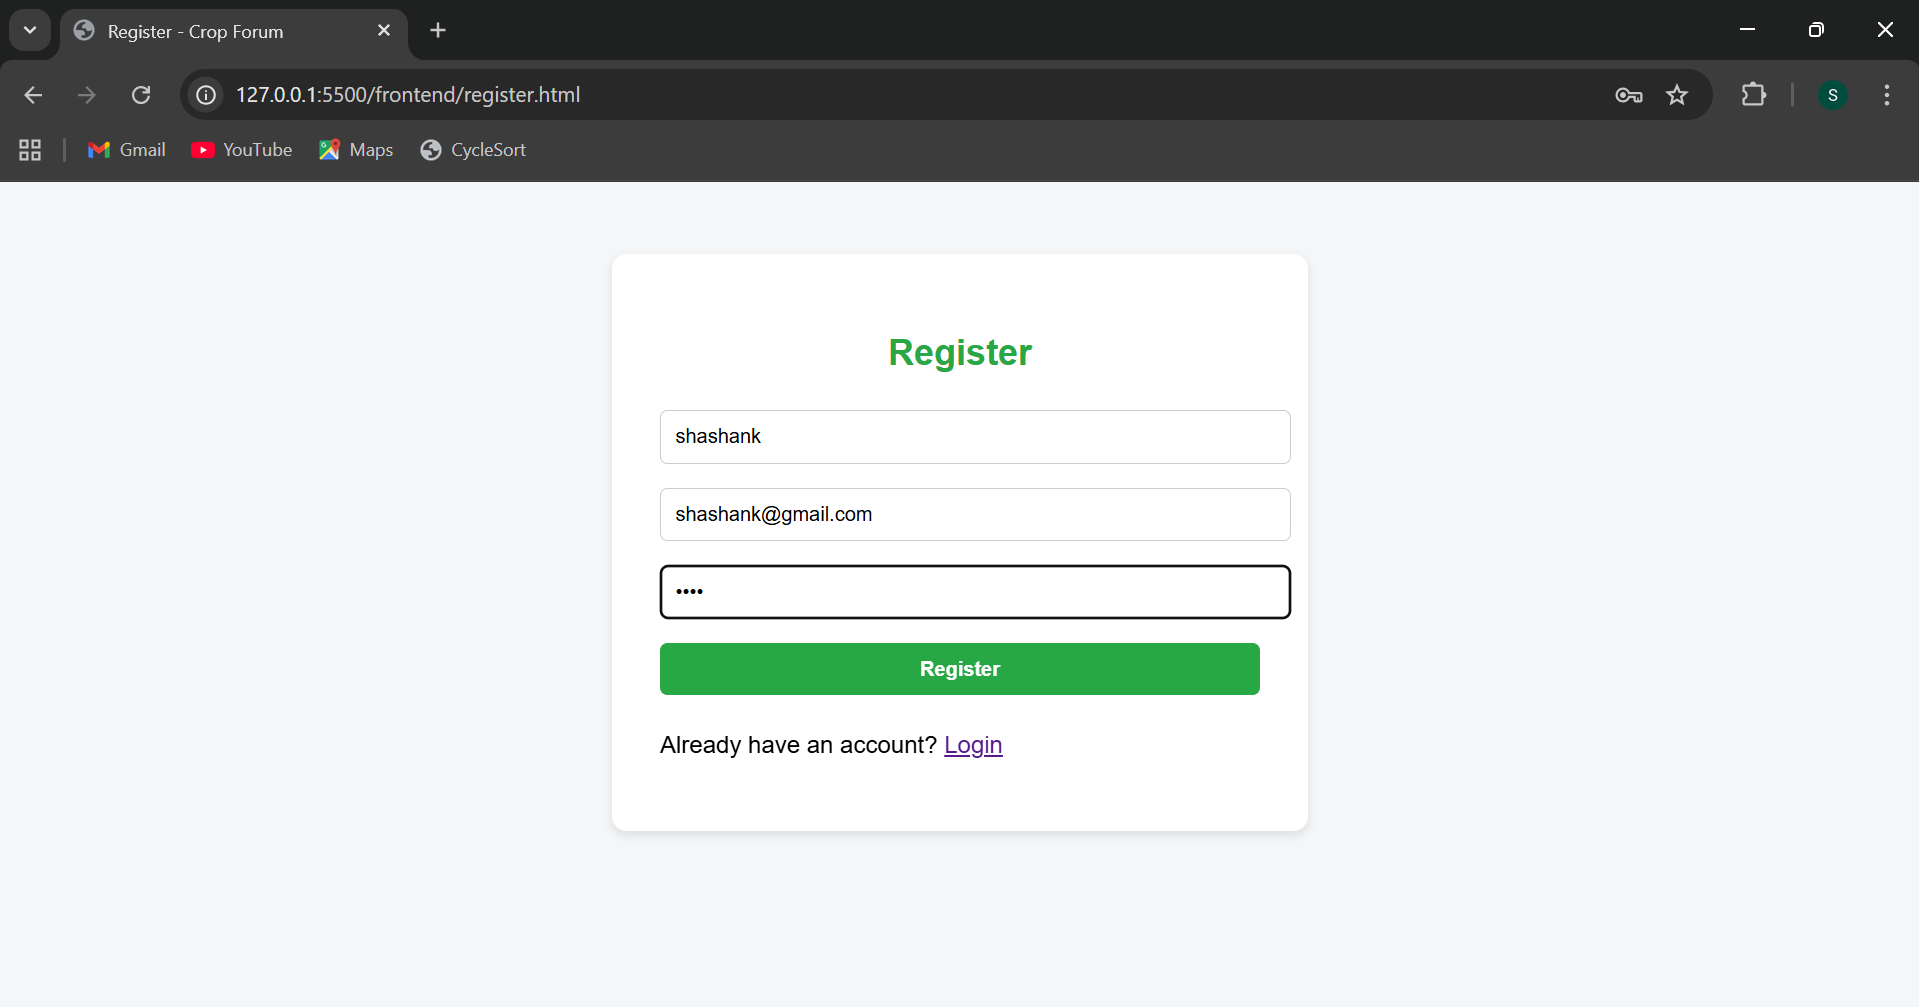 Register - Crop Forum
127.0.0.1:5500/frontend/register.html
S
Gmail
YouTube
Maps
CycleSort
Register
shashank
shashank@gmail.com
••••
Register
Already have an account? Login